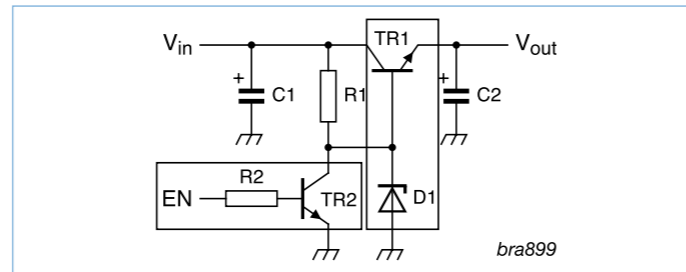 Vin
TR1
Vout
+
C1
R1
+
C2
R2
EN
TR2
D1
bra899